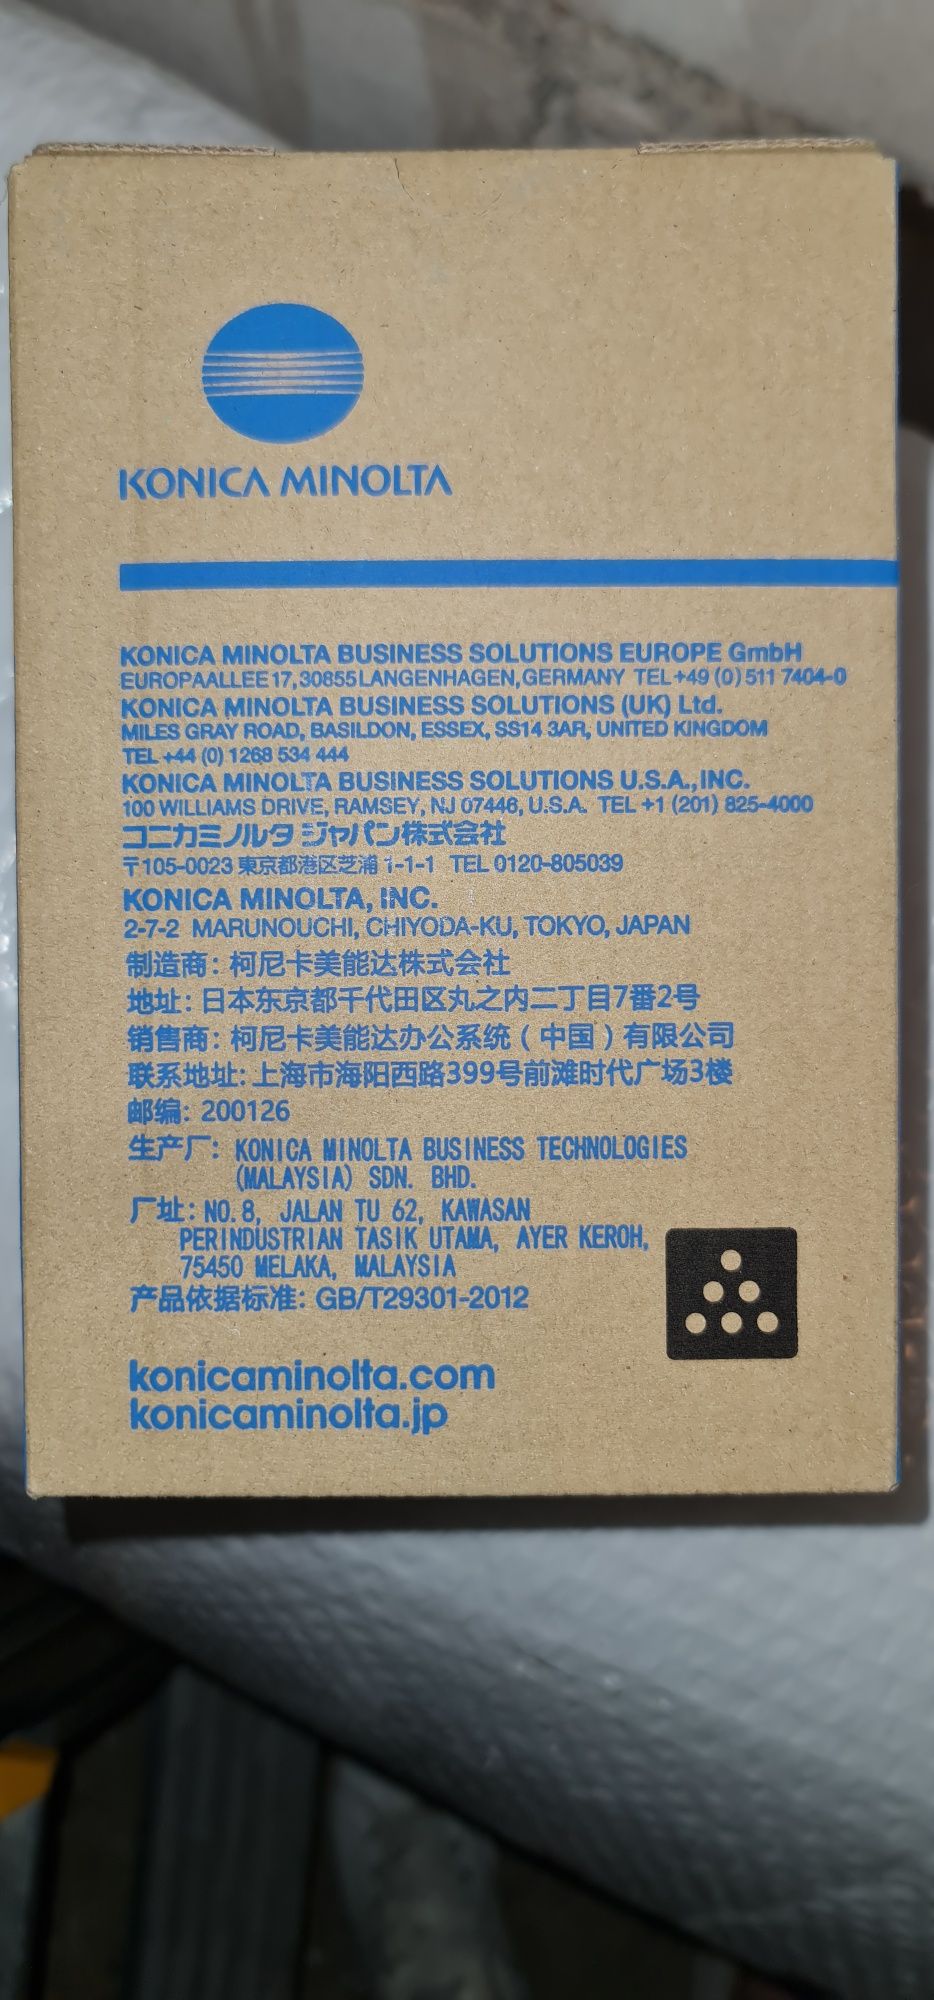 KONICA MINOLTA
KONICA MINOLTA BUSINESS SOLUTIONS EUROPE GmbH
EUROPAALLEE 17, 30855 LANGENHAGEN, GERMANY TEL +49 (0) 511 7404-0
KONICA MINOLTA BUSINESS SOLUTIONS (UK) Ltd.
MILES GRAY ROAD, BASILDON, ESSEX, SS14 3AR, UNITED KINGDOM
TEL +44 (0) 1268 534 444
KONICA MINOLTA BUSINESS SOLUTIONS U.S.A., INC.
100 WILLIAMS DRIVE, RAMSEY, NJ 07446, U.S.A. TEL +1 (201) 825-4000
コニカミノルタ ジャパン株式会社
〒105-0023 東京都港区芝浦 1-1-1 TEL 0120-805039
KONICA MINOLTA, INC.
2-7-2 MARUNOUCHI, CHIYODA-KU, TOKYO, JAPAN
制造商: 柯尼卡美能达株式会社
地址: 日本东京都千代田区丸之内二丁目7番2号
销售商: 柯尼卡美能达办公系统（中国）有限公司
联系地址: 上海市海阳西路399号前滩时代广场3楼
邮编: 200126
生产厂: KONICA MINOLTA BUSINESS TECHNOLOGIES
(MALAYSIA) SDN. BHD.
厂址: NO. 8, JALAN TU 62, KAWASAN
PERINDUSTRIAN TASIK UTAMA, AYER KEROH,
75450 MELAKA, MALAYSIA
产品依据标准: GB/T29301-2012
konicaminolta.com
konicaminolta.jp